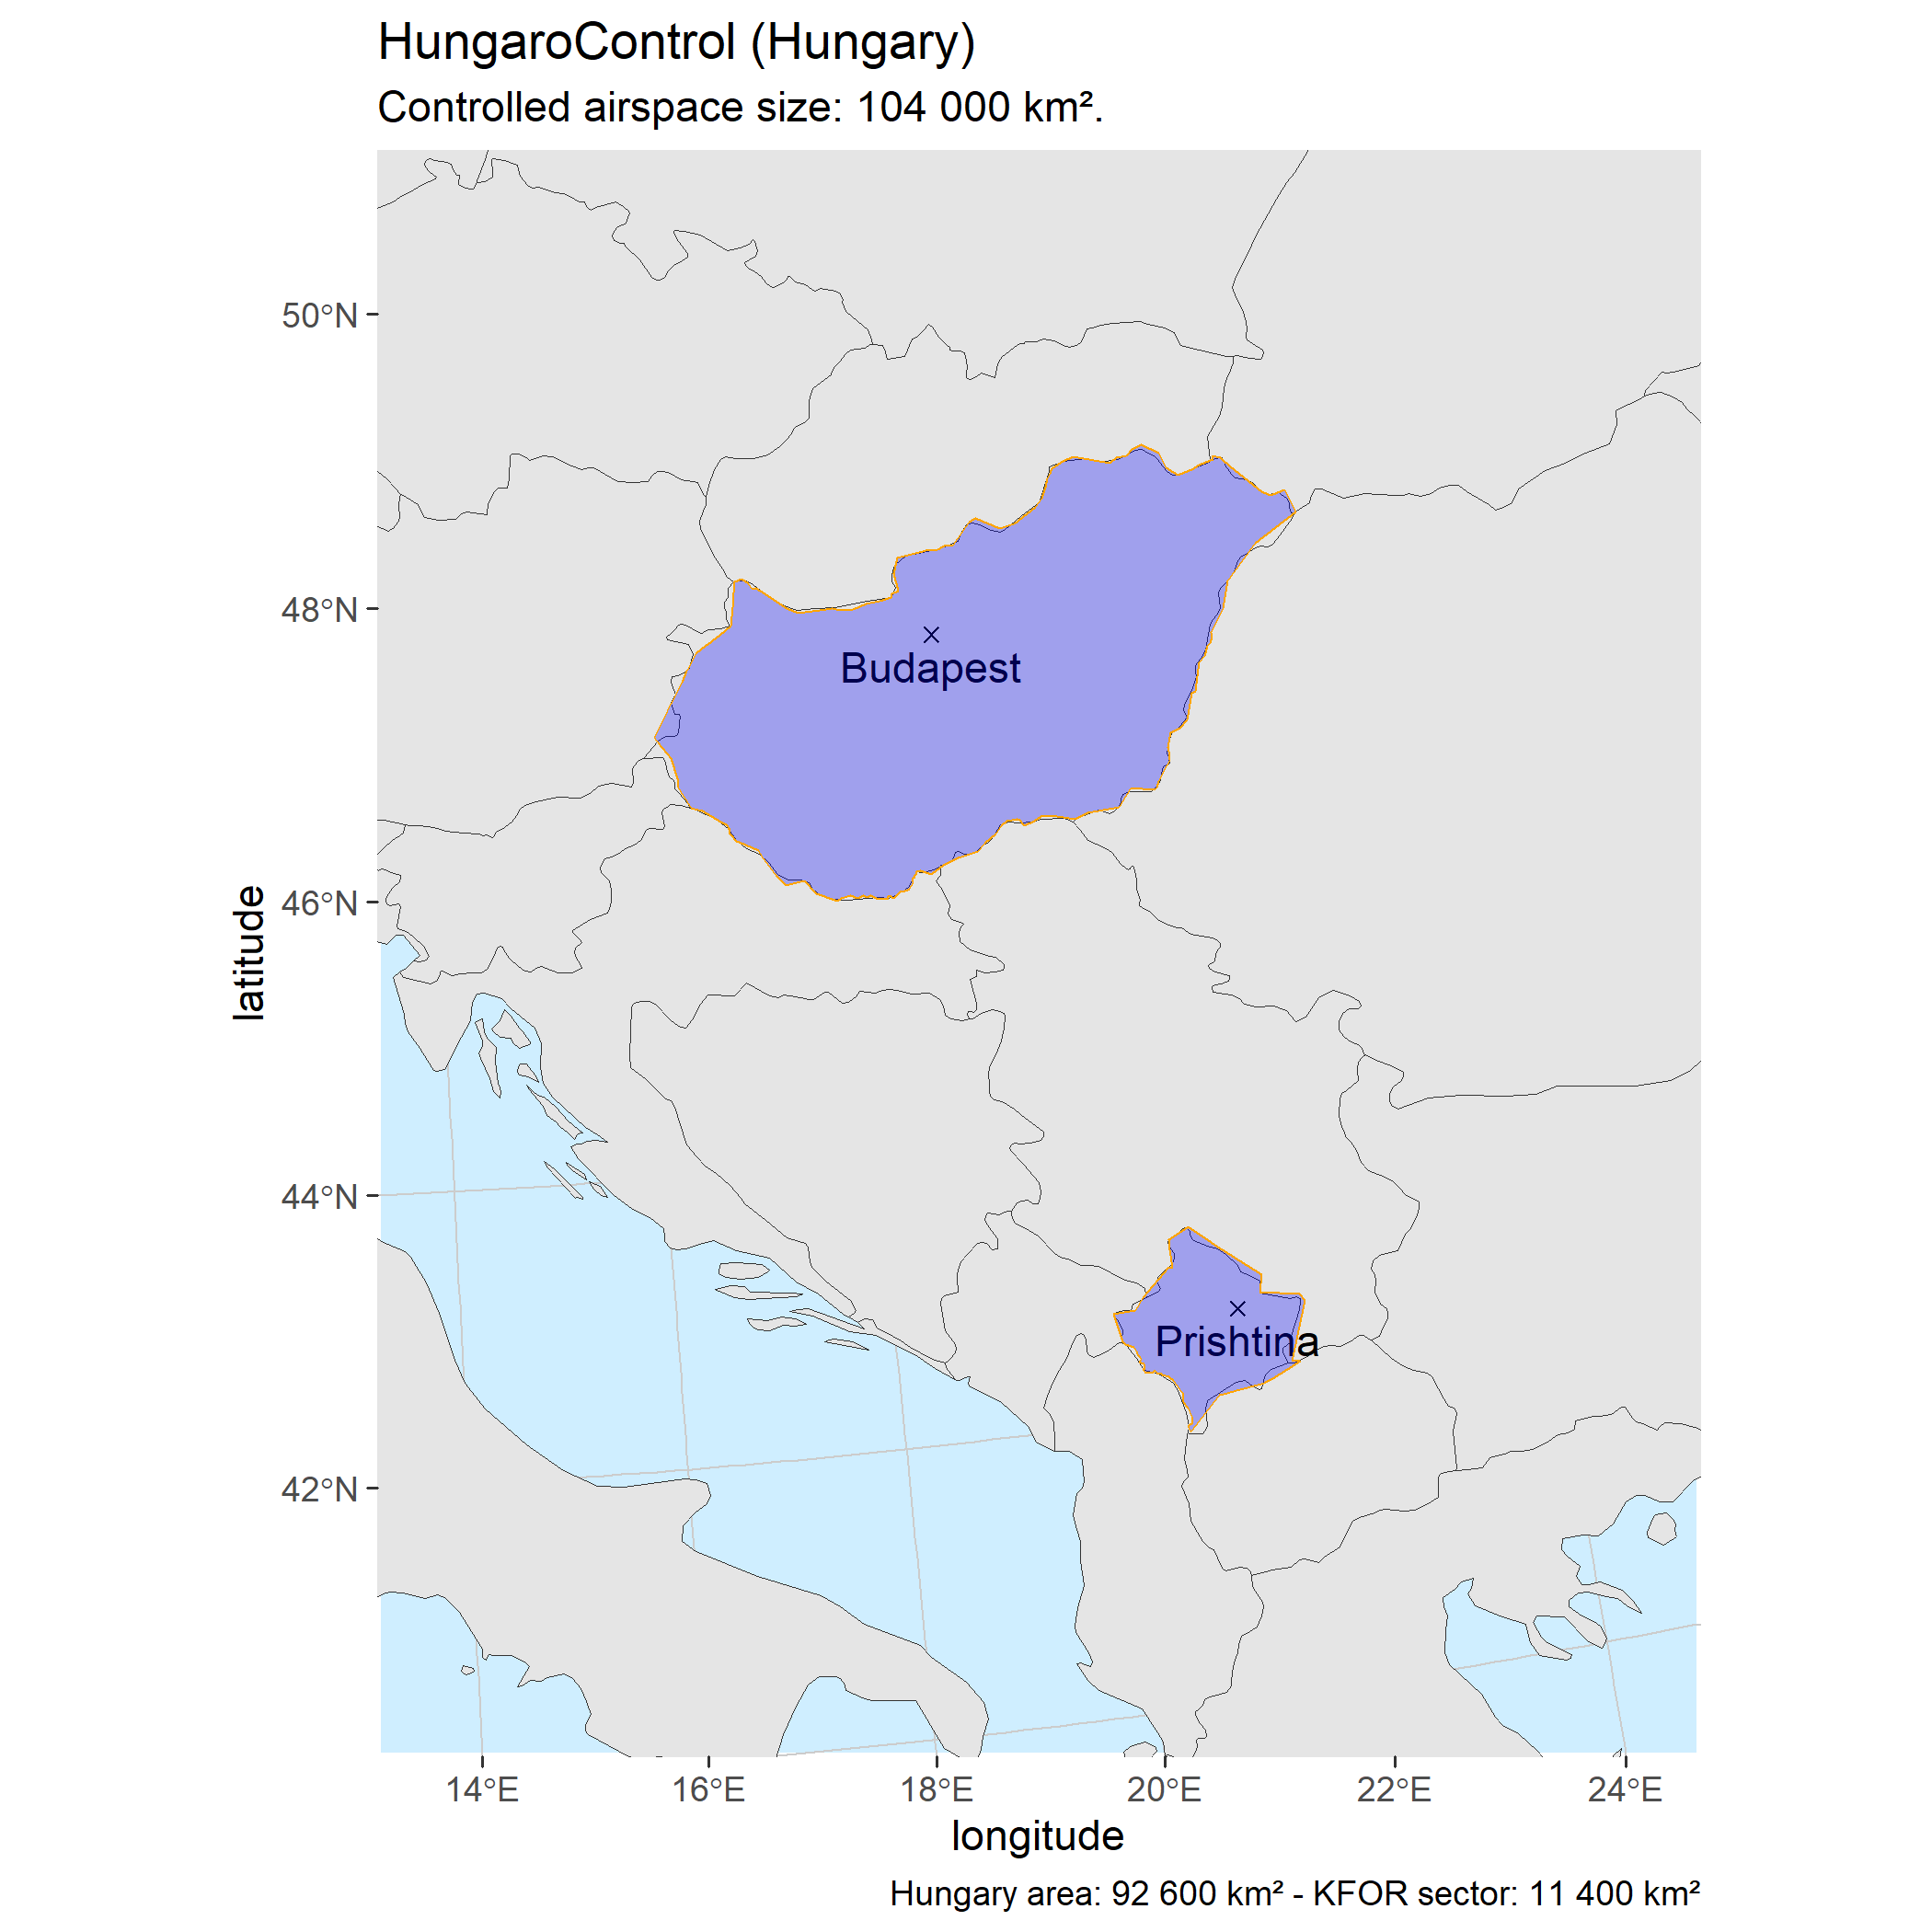 HungaroControl (Hungary)
Controlled airspace size: 104 000 km².
50°N
48°N
46°N
44°N
42°N
latitude
Budapest
Prishtina
14°E 16°E 18°E 20°E 22°E 24°E
longitude
Hungary area: 92 600 km² - KFOR sector: 11 400 km²